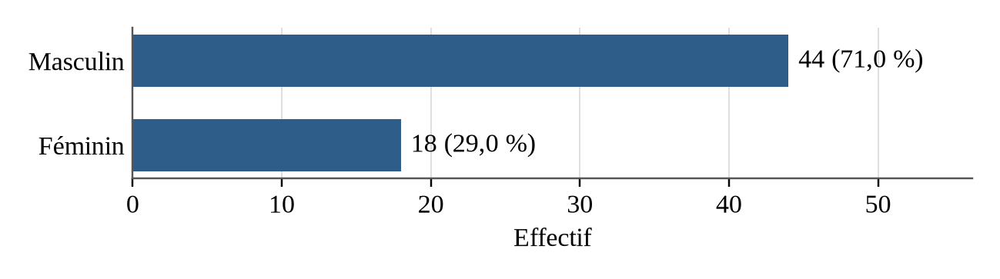 Masculin 44 (71,0 %)
Féminin 18 (29,0 %)
0 10 20 30 40 50
Effectif